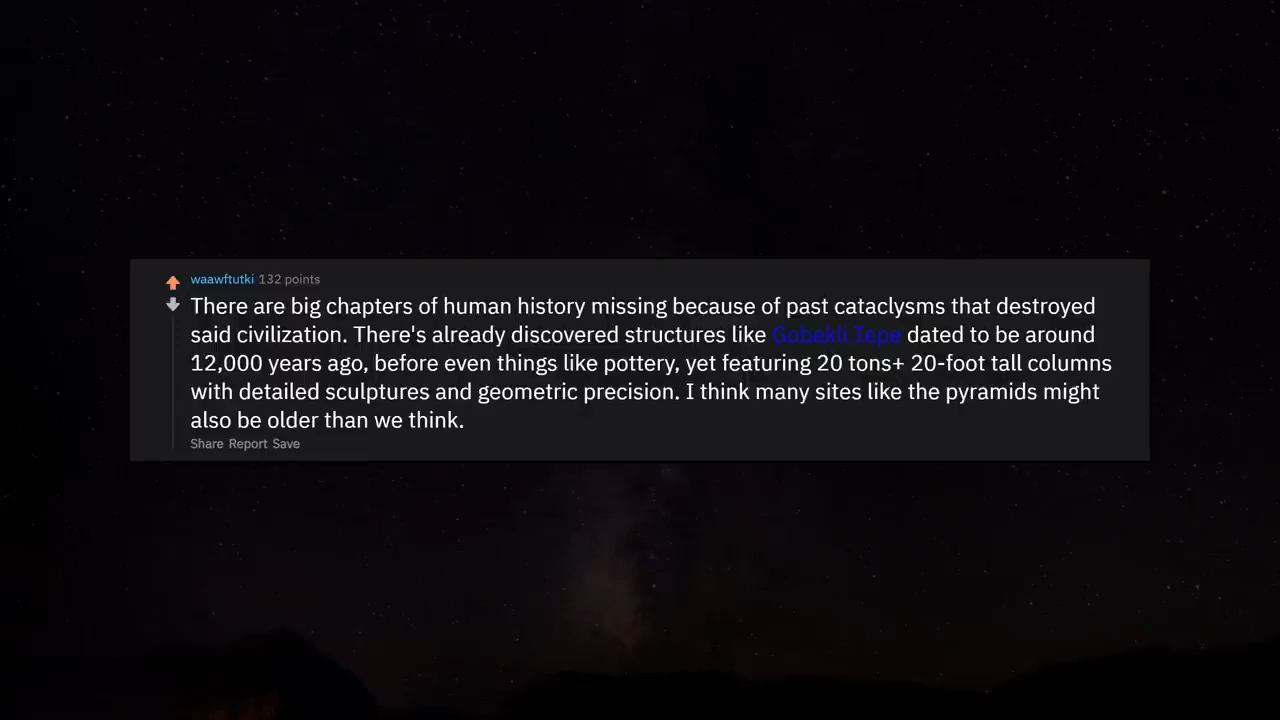 waawftutki 132 points
There are big chapters of human history missing because of past cataclysms that destroyed
said civilization. There's already discovered structures like Gobekli Tepe dated to be around
12,000 years ago, before even things like pottery, yet featuring 20 tons+ 20-foot tall columns
with detailed sculptures and geometric precision. I think many sites like the pyramids might
also be older than we think.
Share Report Save